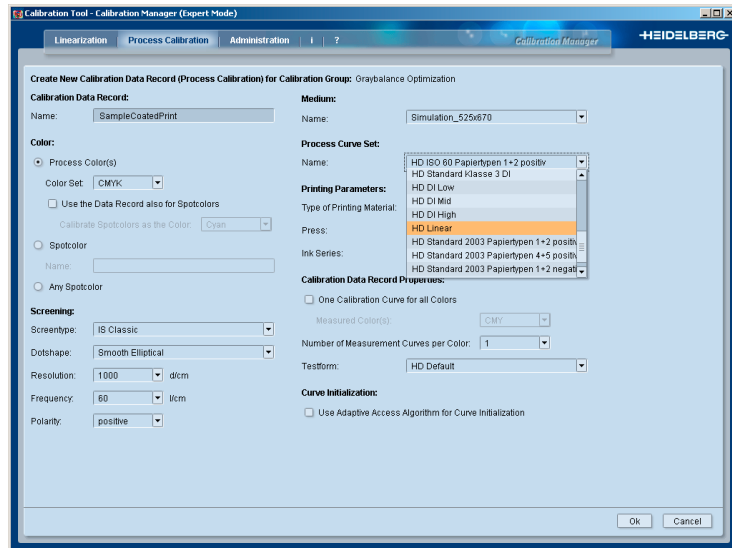 Calibration Tool - Calibration Manager (Expert Mode)
Linearization Process Calibration Administration i ?
Calibration Manager
HEIDELBERG
Create New Calibration Data Record (Process Calibration) for Calibration Group: Graybalance Optimization
Calibration Data Record:
Name: SampleCoatedPrint
Color:
Process Color(s)
Color Set: CMYK
Use the Data Record also for Spotcolors
Calibrate Spotcolors as the Color: Cyan
Spotcolor
Name:
Any Spotcolor
Screening:
Screentype: IS Classic
Dotshape: Smooth Elliptical
Resolution: 1000 d/cm
Frequency: 60 l/cm
Polarity: positive
Medium:
Name: Simulation_525x670
Process Curve Set:
Name: HD ISO 60 Papiertypen 1+2 positiv
HD Standard Klasse 3 DI
HD DI Low
HD DI Mid
HD DI High
HD Linear
HD Standard 2003 Papiertypen 1+2 positiv
HD Standard 2003 Papiertypen 4+5 positiv
HD Standard 2003 Papiertypen 1+2 negati
Printing Parameters:
Type of Printing Material:
Press:
Ink Series:
Calibration Data Record Properties:
One Calibration Curve for all Colors
Measured Color(s): CMY
Number of Measurement Curves per Color: 1
Testform: HD Default
Curve Initialization:
Use Adaptive Access Algorithm for Curve Initialization
Ok Cancel